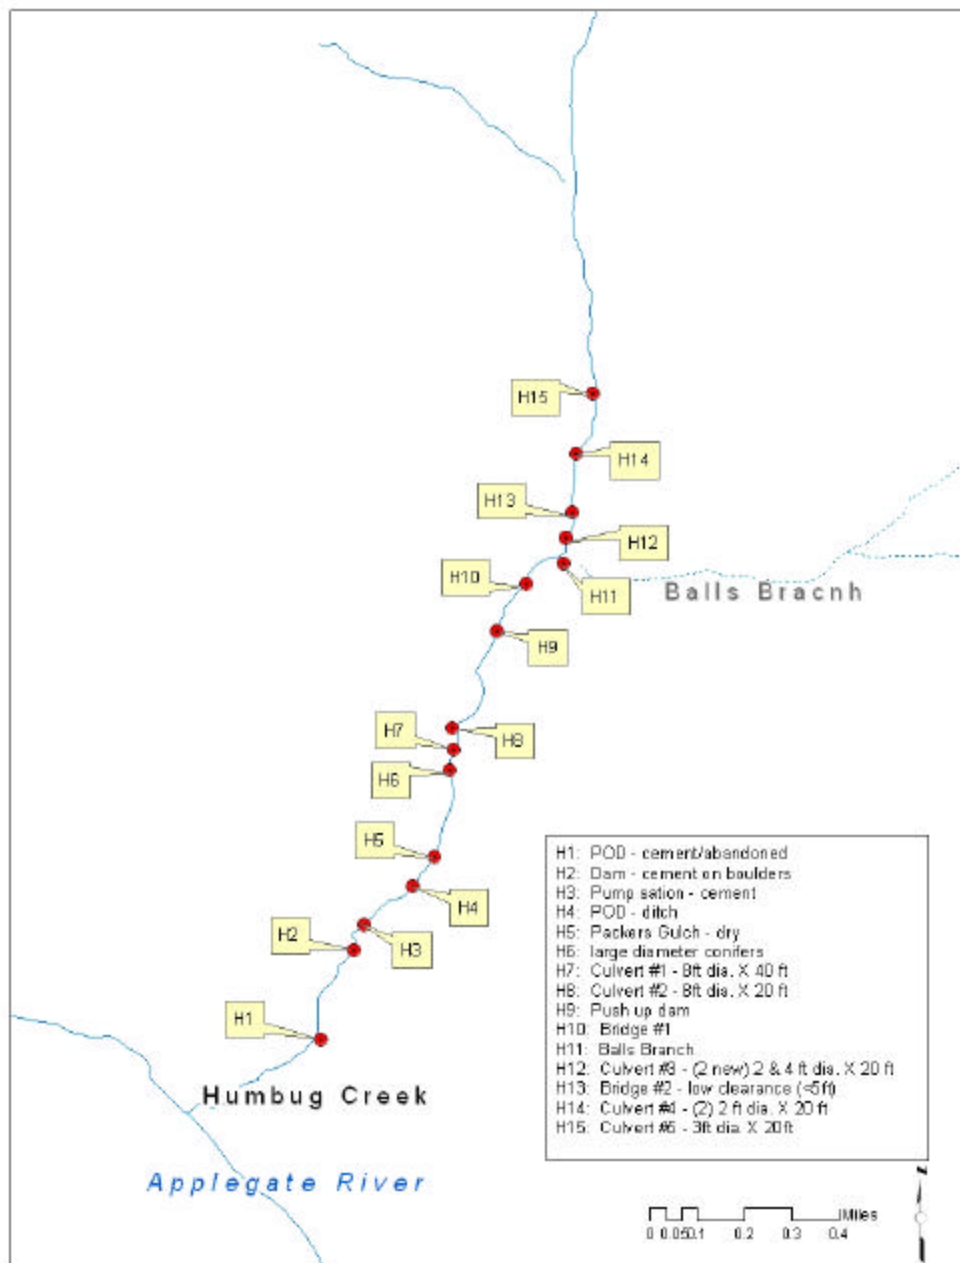 H15
H14
H13
H12
H10
H11
Balls Bracnh
H9
H7
H8
H6
H5
H4
H2
H3
H1
Humbug Creek
Applegate River
H1: POD - cement/abandoned
H2: Dam - cement on boulders
H3: Pump sation - cement
H4: POD - ditch
H5: Packers Gulch - dry
H6: large diameter conifers
H7: Culvert #1 - 8ft dia. X 40 ft
H8: Culvert #2 - 8ft dia. X 20 ft
H9: Push up dam
H10: Bridge #1
H11: Balls Branch
H12: Culvert #3 - (2 new) 2 & 4 ft dia. X 20 ft
H13: Bridge #2 - low clearance (<5ft)
H14: Culvert #4 - (2) 2 ft dia. X 20 ft
H15: Culvert #5 - 3ft dia. X 20ft
Miles
0 0.050.1 0.2 0.3 0.4